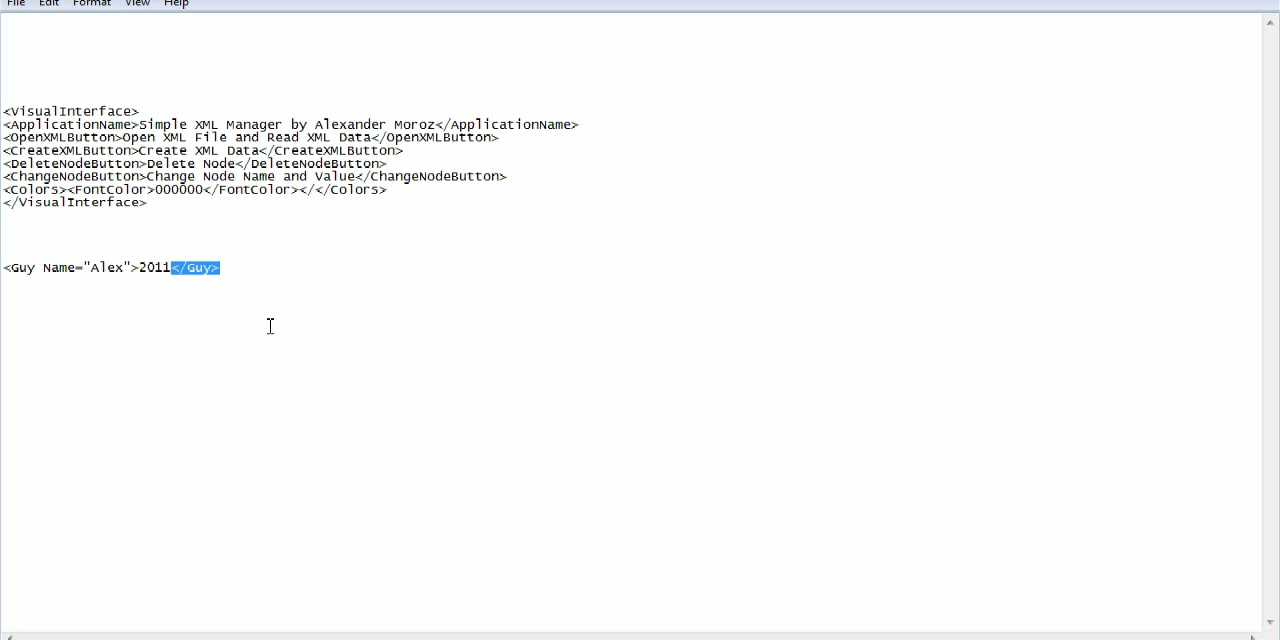 File Edit Format View Help
<VisualInterface>
<ApplicationName>Simple XML Manager by Alexander Moroz</ApplicationName>
<OpenXMLButton>Open XML File and Read XML Data</OpenXMLButton>
<CreateXMLButton>Create XML Data</CreateXMLButton>
<DeleteNodeButton>Delete Node</DeleteNodeButton>
<ChangeNodeButton>Change Node Name and Value</ChangeNodeButton>
<Colors><FontColor>000000</FontColor></</Colors>
</VisualInterface>
<Guy Name="Alex">2011</Guy>